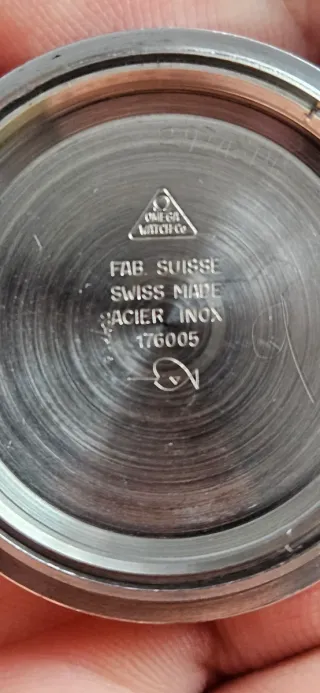 OMEGA
WATCH Co
FAB. SUISSE
SWISS MADE
ACIER INOX
176005